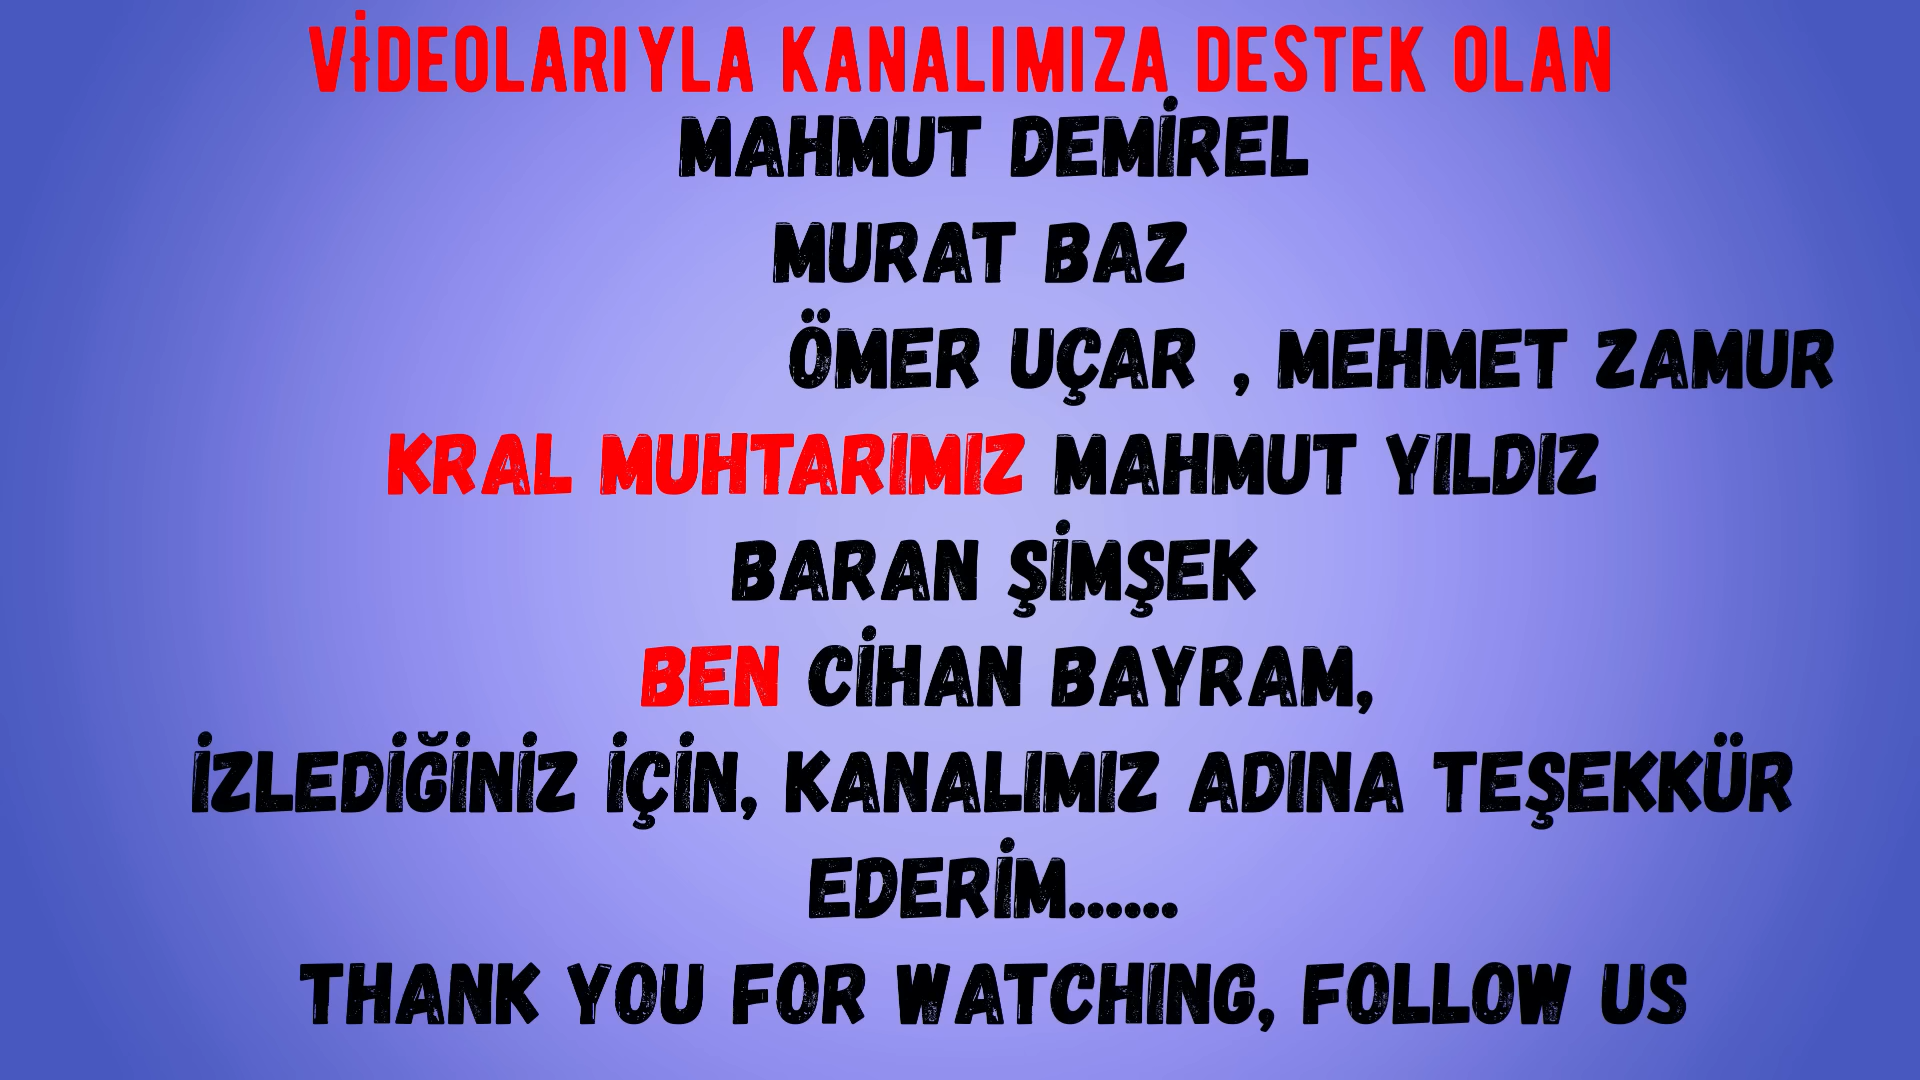 VİDEOLARIYLA KANALIMIZA DESTEK OLAN
MAHMUT DEMİREL
MURAT BAZ
ÖMER UÇAR , MEHMET ZAMUR
KRAL MUHTARIMIZ MAHMUT YILDIZ
BARAN ŞİMŞEK
BEN CİHAN BAYRAM,
İZLEDİĞİNİZ İÇİN, KANALIMIZ ADINA TEŞEKKÜR
EDERİM......
THANK YOU FOR WATCHING, FOLLOW US